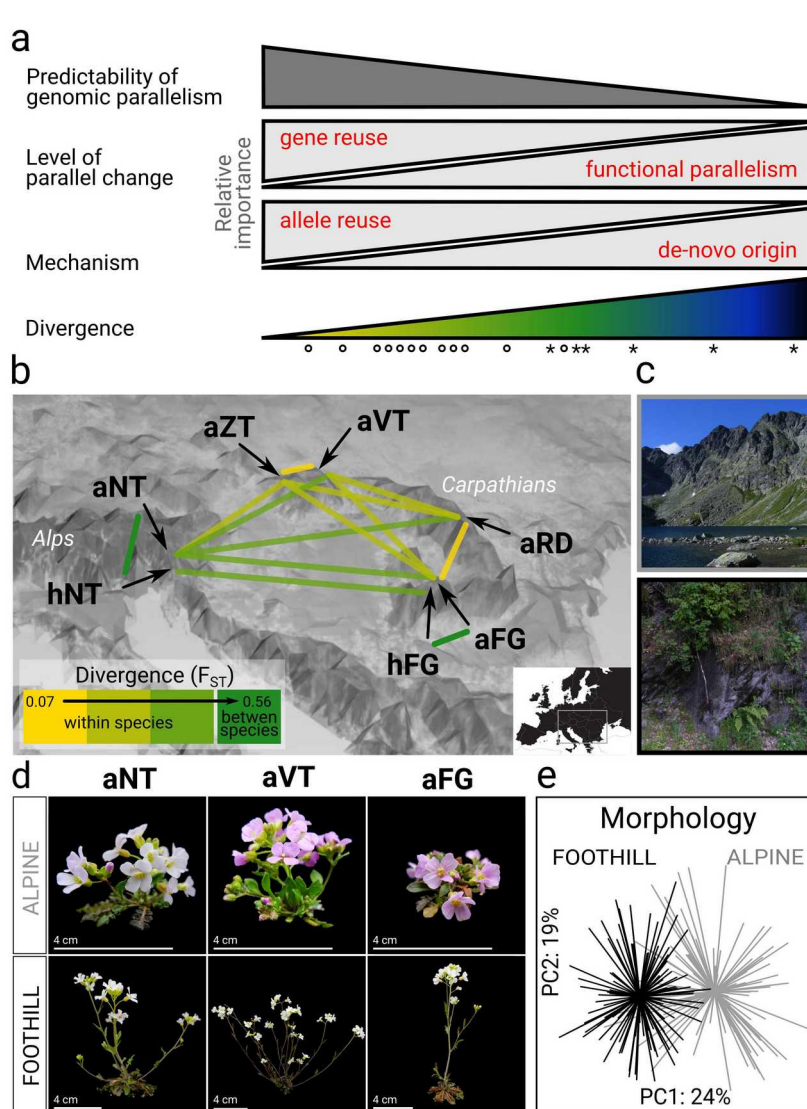 a
Predictability of
genomic parallelism
Level of
parallel change
Relative
importance
gene reuse
functional parallelism
Mechanism
allele reuse
de-novo origin
Divergence
b
aZT
aVT
aNT
Carpathians
Alps
aRD
hNT
hFG
aFG
Divergence (FST)
0.07
0.56
within species
betwen
species
c
d
aNT
aVT
aFG
ALPINE
4 cm
4 cm
4 cm
FOOTHILL
4 cm
4 cm
4 cm
e
Morphology
FOOTHILL
ALPINE
PC2: 19%
PC1: 24%